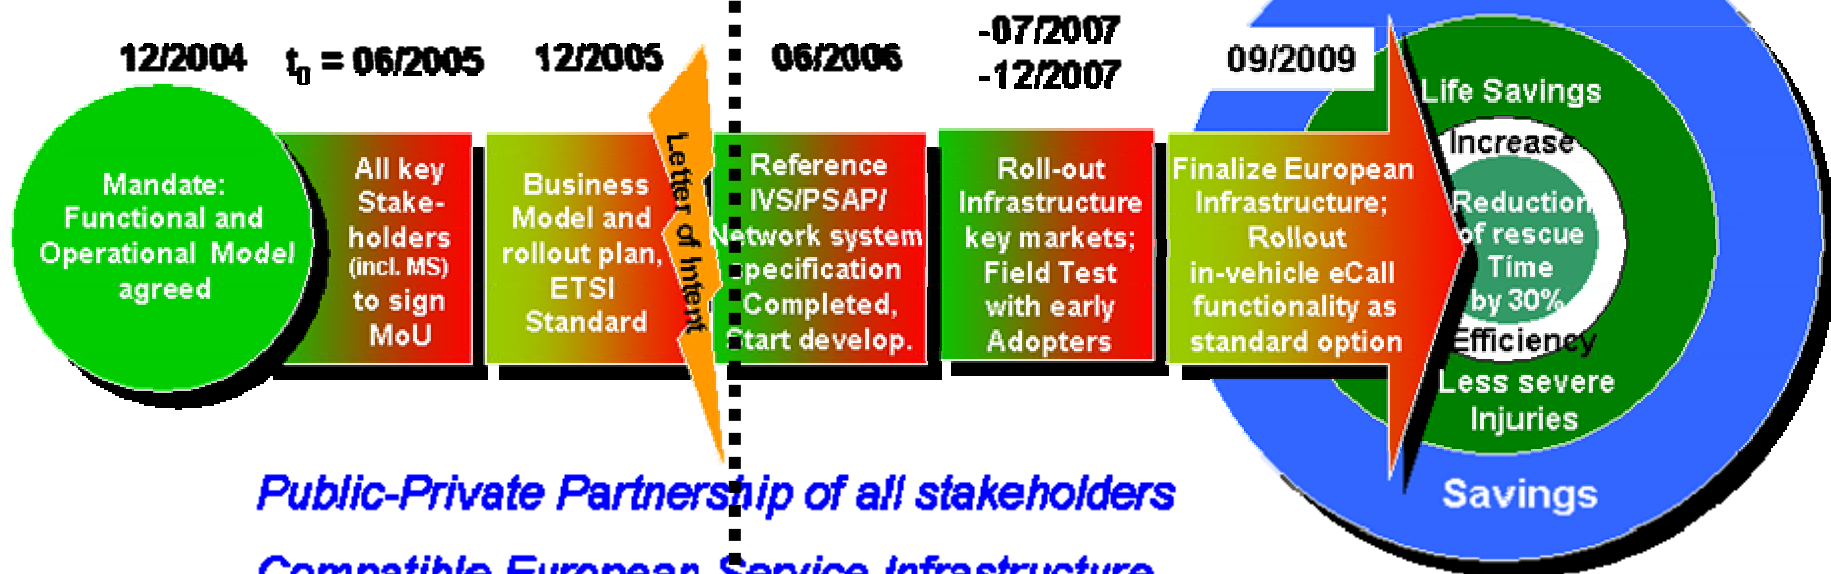 12/2004
t0 = 06/2005
12/2005
06/2006
-07/2007
-12/2007
09/2009
Mandate:
Functional and
Operational Model
agreed
All key
Stake-
holders
(incl. MS)
to sign
MoU
Business
Model and
rollout plan,
ETSI
Standard
Letter of Intent
Reference
IVS/PSAP/
Network system
specification
Completed,
Start develop.
Roll-out
Infrastructure
key markets;
Field Test
with early
Adopters
Finalize European
Infrastructure;
Rollout
in-vehicle eCall
functionality as
standard option
Life Savings
Increase
Reduction
of rescue
Time
by 30%
Efficiency
Less severe
Injuries
Savings
Public-Private Partnership of all stakeholders
Compatible European Service Infrastructure